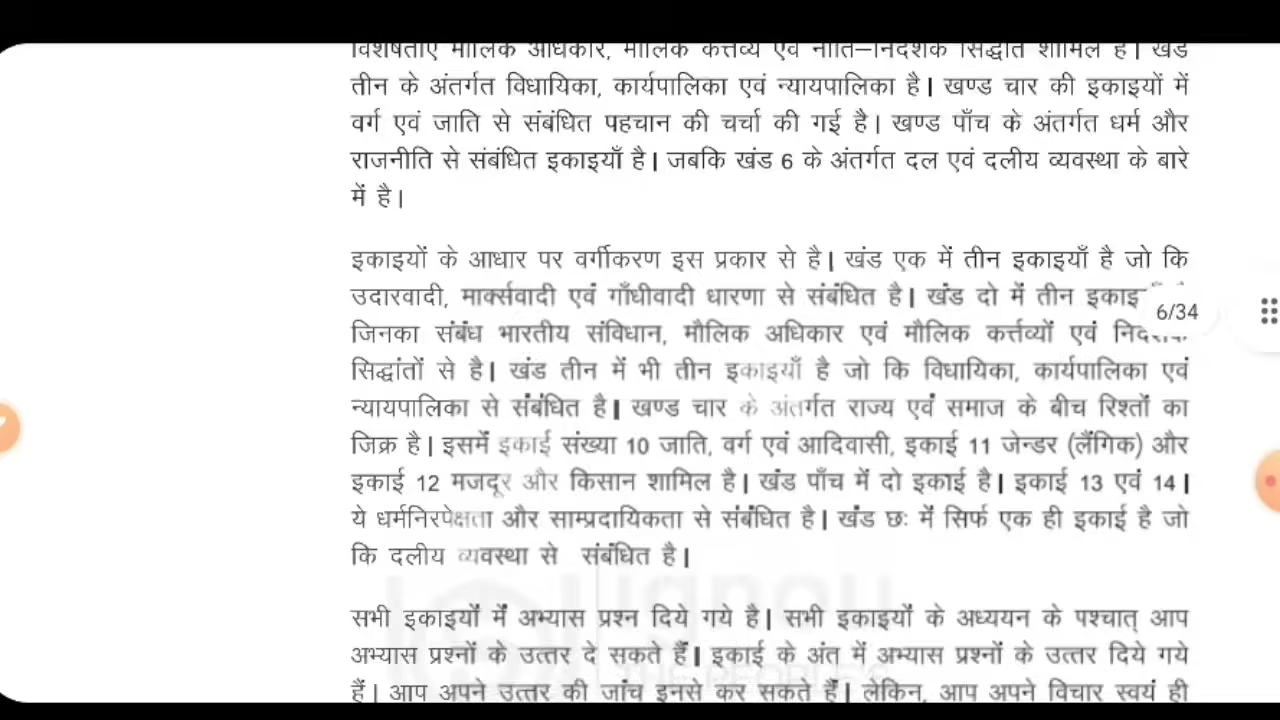 विशेषताएँ मौलिक अधिकार, मौलिक कर्त्तव्य एवं नीति–निदेशक सिद्धांत शामिल है। खंड
तीन के अंतर्गत विधायिका, कार्यपालिका एवं न्यायपालिका है। खण्ड चार की इकाइयों में
वर्ग एवं जाति से संबंधित पहचान की चर्चा की गई है। खण्ड पाँच के अंतर्गत धर्म और
राजनीति से संबंधित इकाइयाँ है। जबकि खंड 6 के अंतर्गत दल एवं दलीय व्यवस्था के बारे
में है।
इकाइयों के आधार पर वर्गीकरण इस प्रकार से है। खंड एक में तीन इकाइयाँ है जो कि
उदारवादी, मार्क्सवादी एवं गाँधीवादी धारणा से संबंधित है। खंड दो में तीन
6/34
जिनका संबंध भारतीय संविधान, मौलिक अधिकार एवं मौलिक कर्त्तव्यों एवं
सिद्धांतों से है। खंड तीन में भी तीन इकाइयाँ है जो कि विधायिका, कार्यपालिका एवं
न्यायपालिका से संबंधित है। खण्ड चार के अंतर्गत राज्य एवं समाज के बीच रिश्तों का
जिक्र है। इसमें इकाई संख्या 10 जाति, वर्ग एवं आदिवासी, इकाई 11 जेन्डर (लैंगिक) और
इकाई 12 मजदूर और किसान शामिल है। खंड पाँच में दो इकाई है। इकाई 13 एवं 14।
ये धर्मनिरपेक्षता और साम्प्रदायिकता से संबंधित है। खंड छः में सिर्फ एक ही इकाई है जो
कि दलीय व्यवस्था से संबंधित है।
सभी इकाइयों में अभ्यास प्रश्न दिये गये है। सभी इकाइयों के अध्ययन के पश्चात् आप
अभ्यास प्रश्नों के उत्तर दे सकते हैं। इकाई के अंत में अभ्यास प्रश्नों के उत्तर दिये गये
हैं। आप अपने उत्तर की जांच इनसे कर सकते हैं। लेकिन, आप अपने विचार स्वयं ही
ignou
THE PEOPLE'S